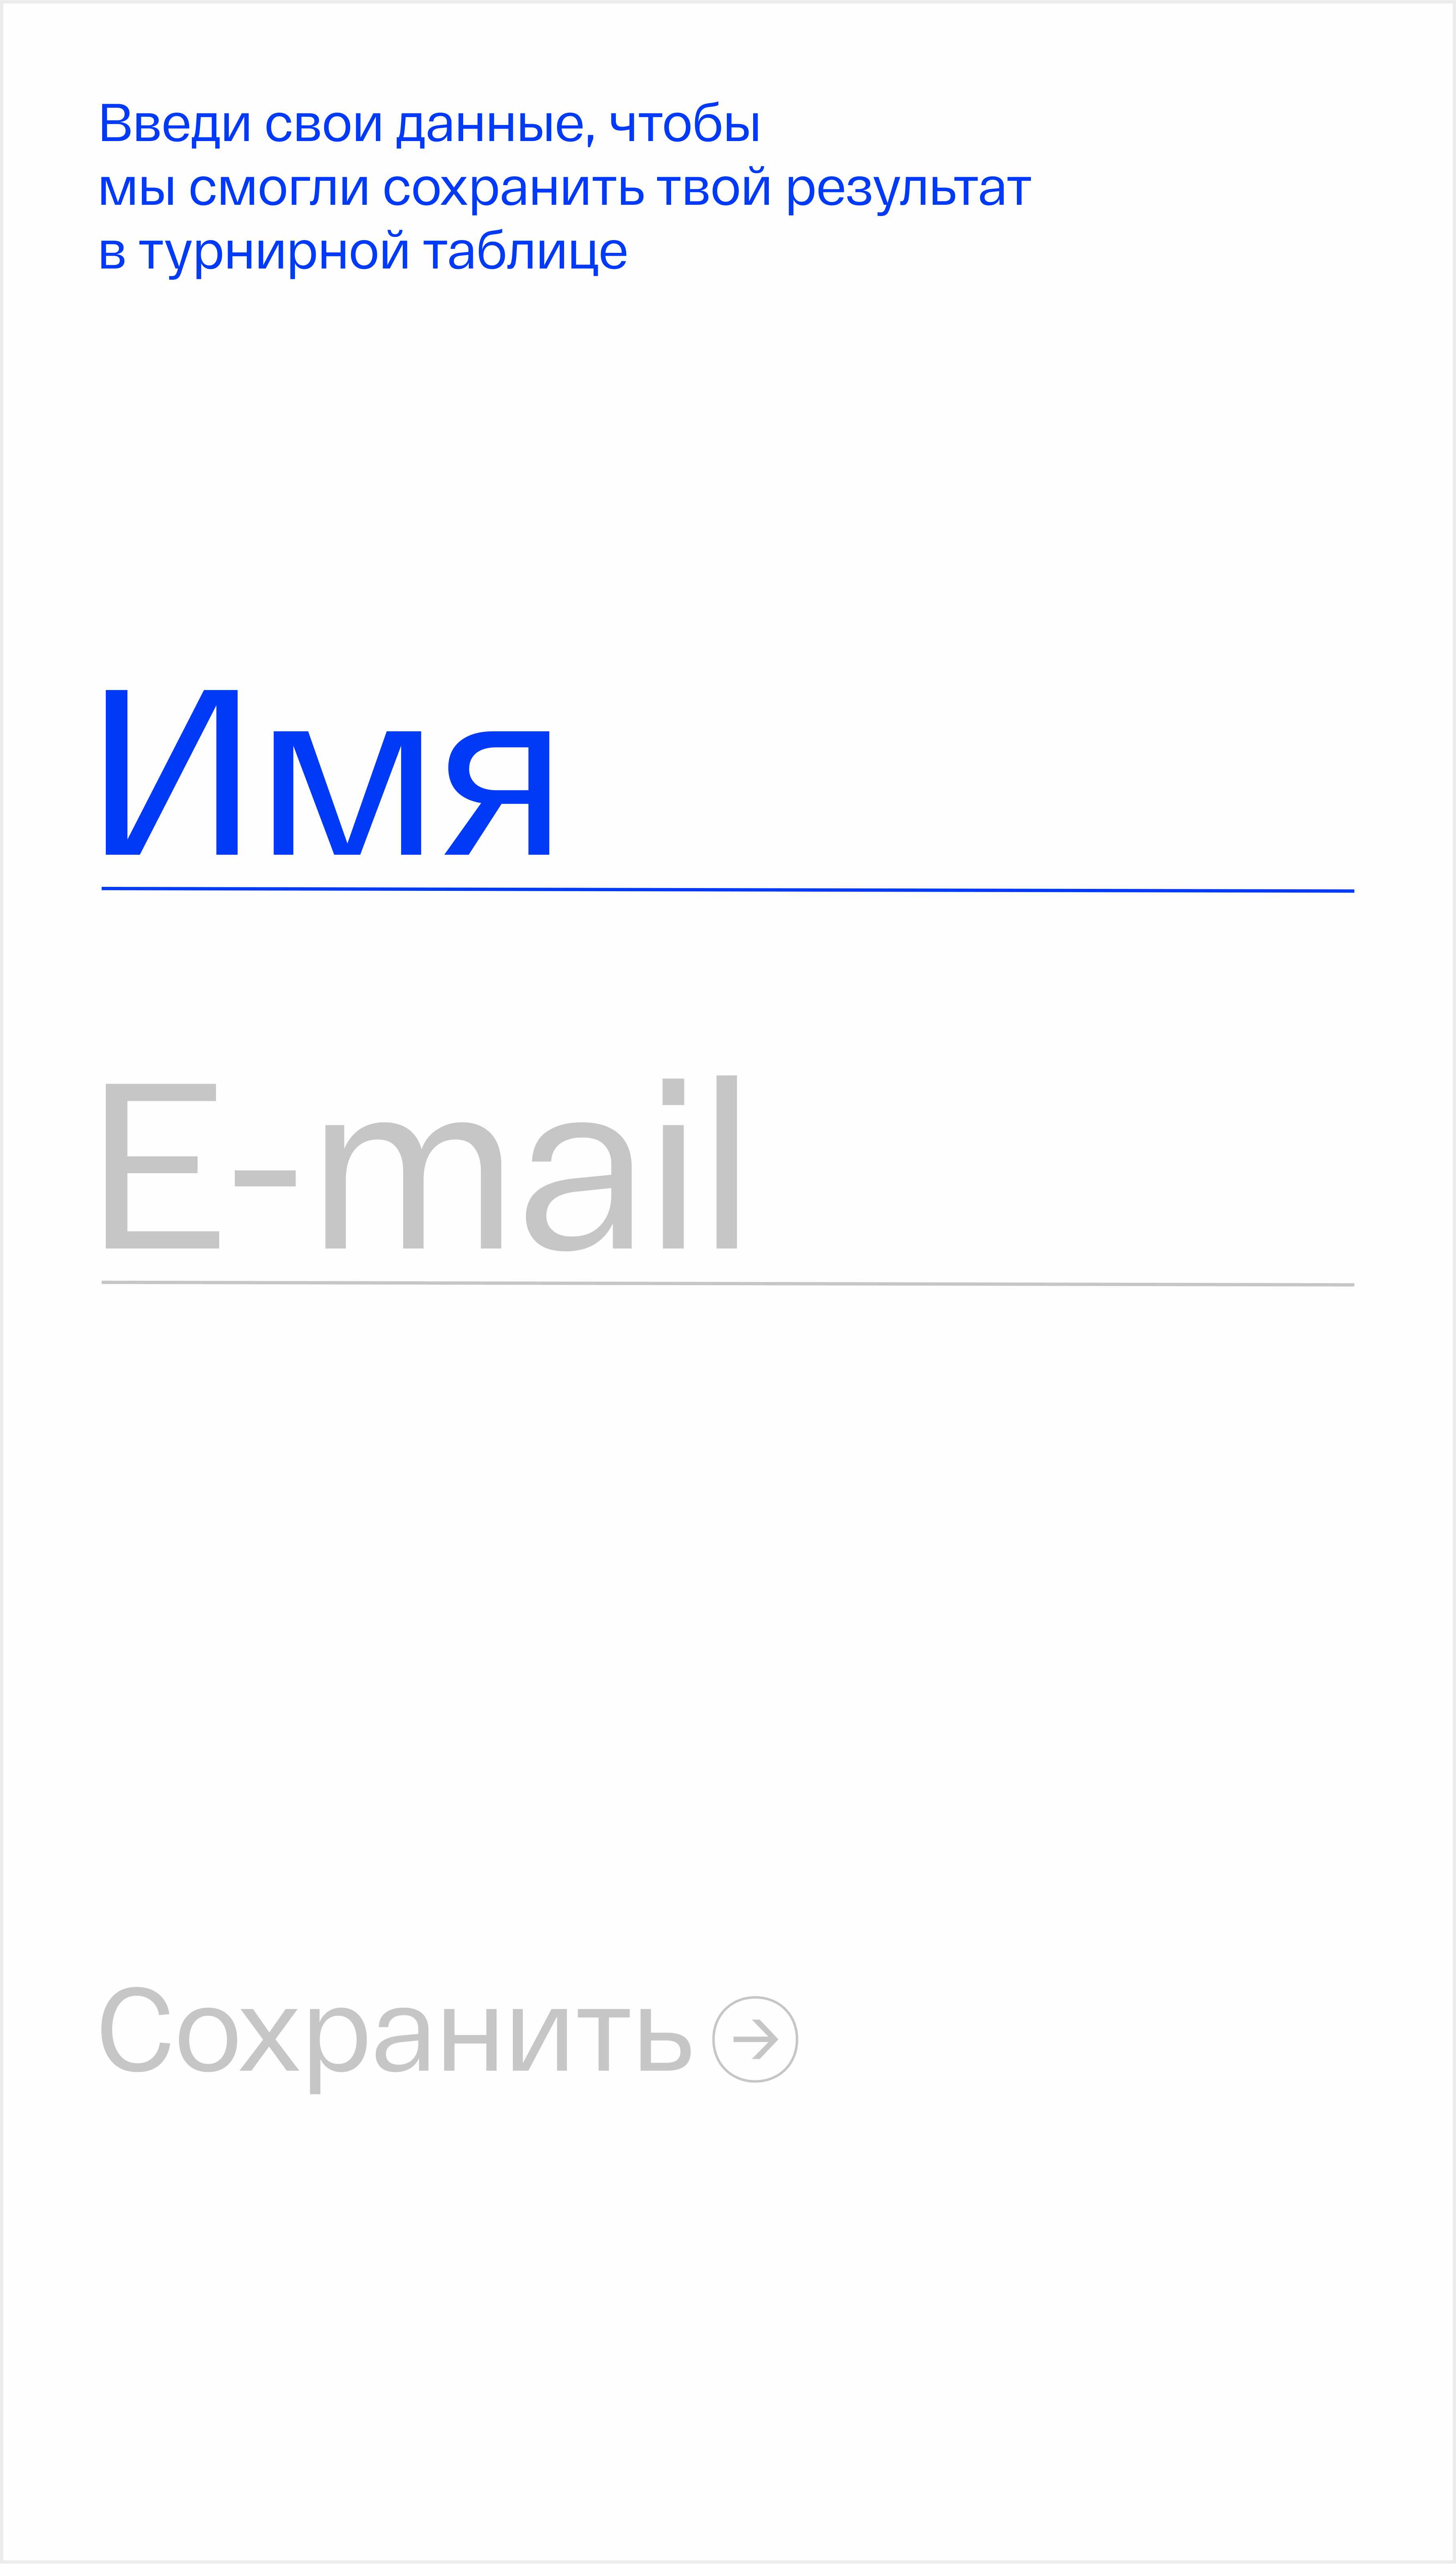 Введи свои данные, чтобы
мы смогли сохранить твой результат
в турнирной таблице
Имя
E-mail
Сохранить